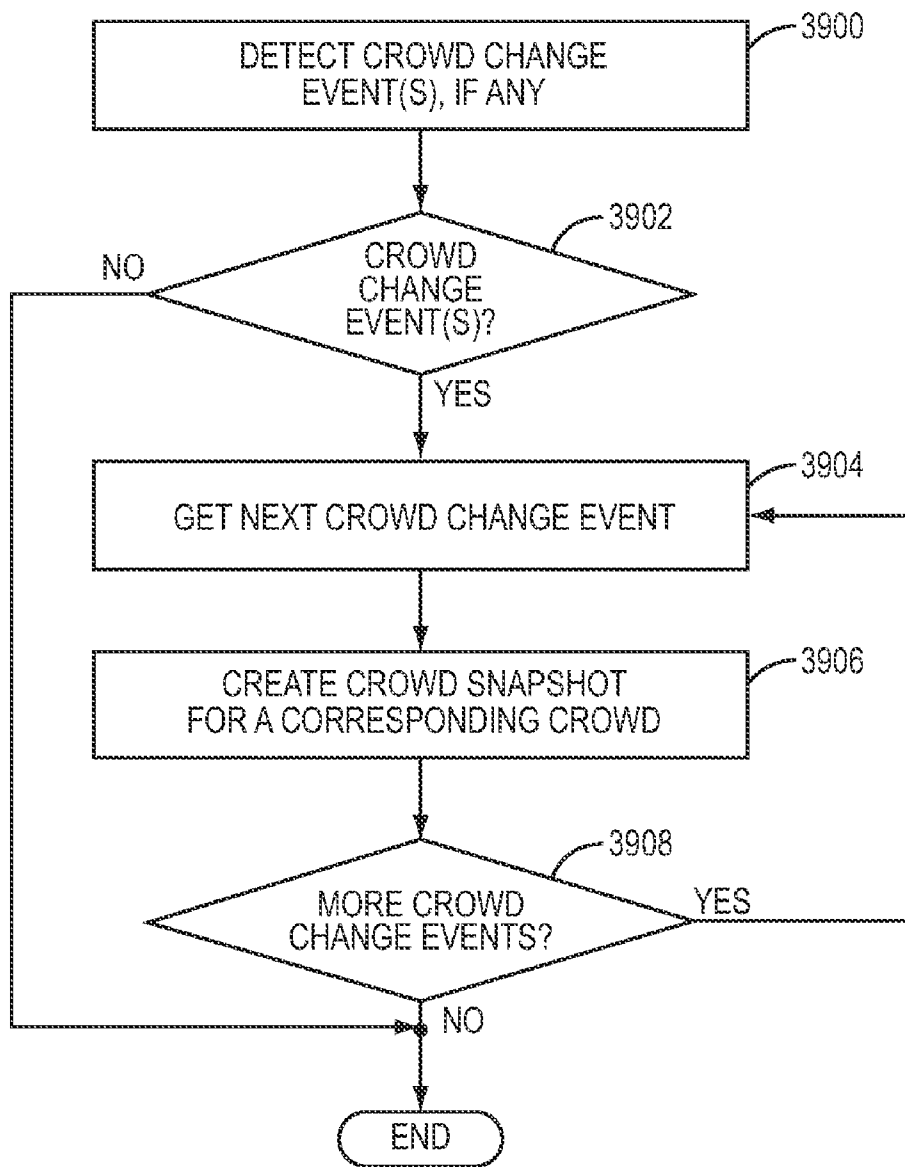 3900
DETECT CROWD CHANGE
EVENT(S), IF ANY
3902
NO
CROWD
CHANGE
EVENT(S)?
YES
3904
GET NEXT CROWD CHANGE EVENT
3906
CREATE CROWD SNAPSHOT
FOR A CORRESPONDING CROWD
3908
MORE CROWD
CHANGE EVENTS?
YES
NO
END